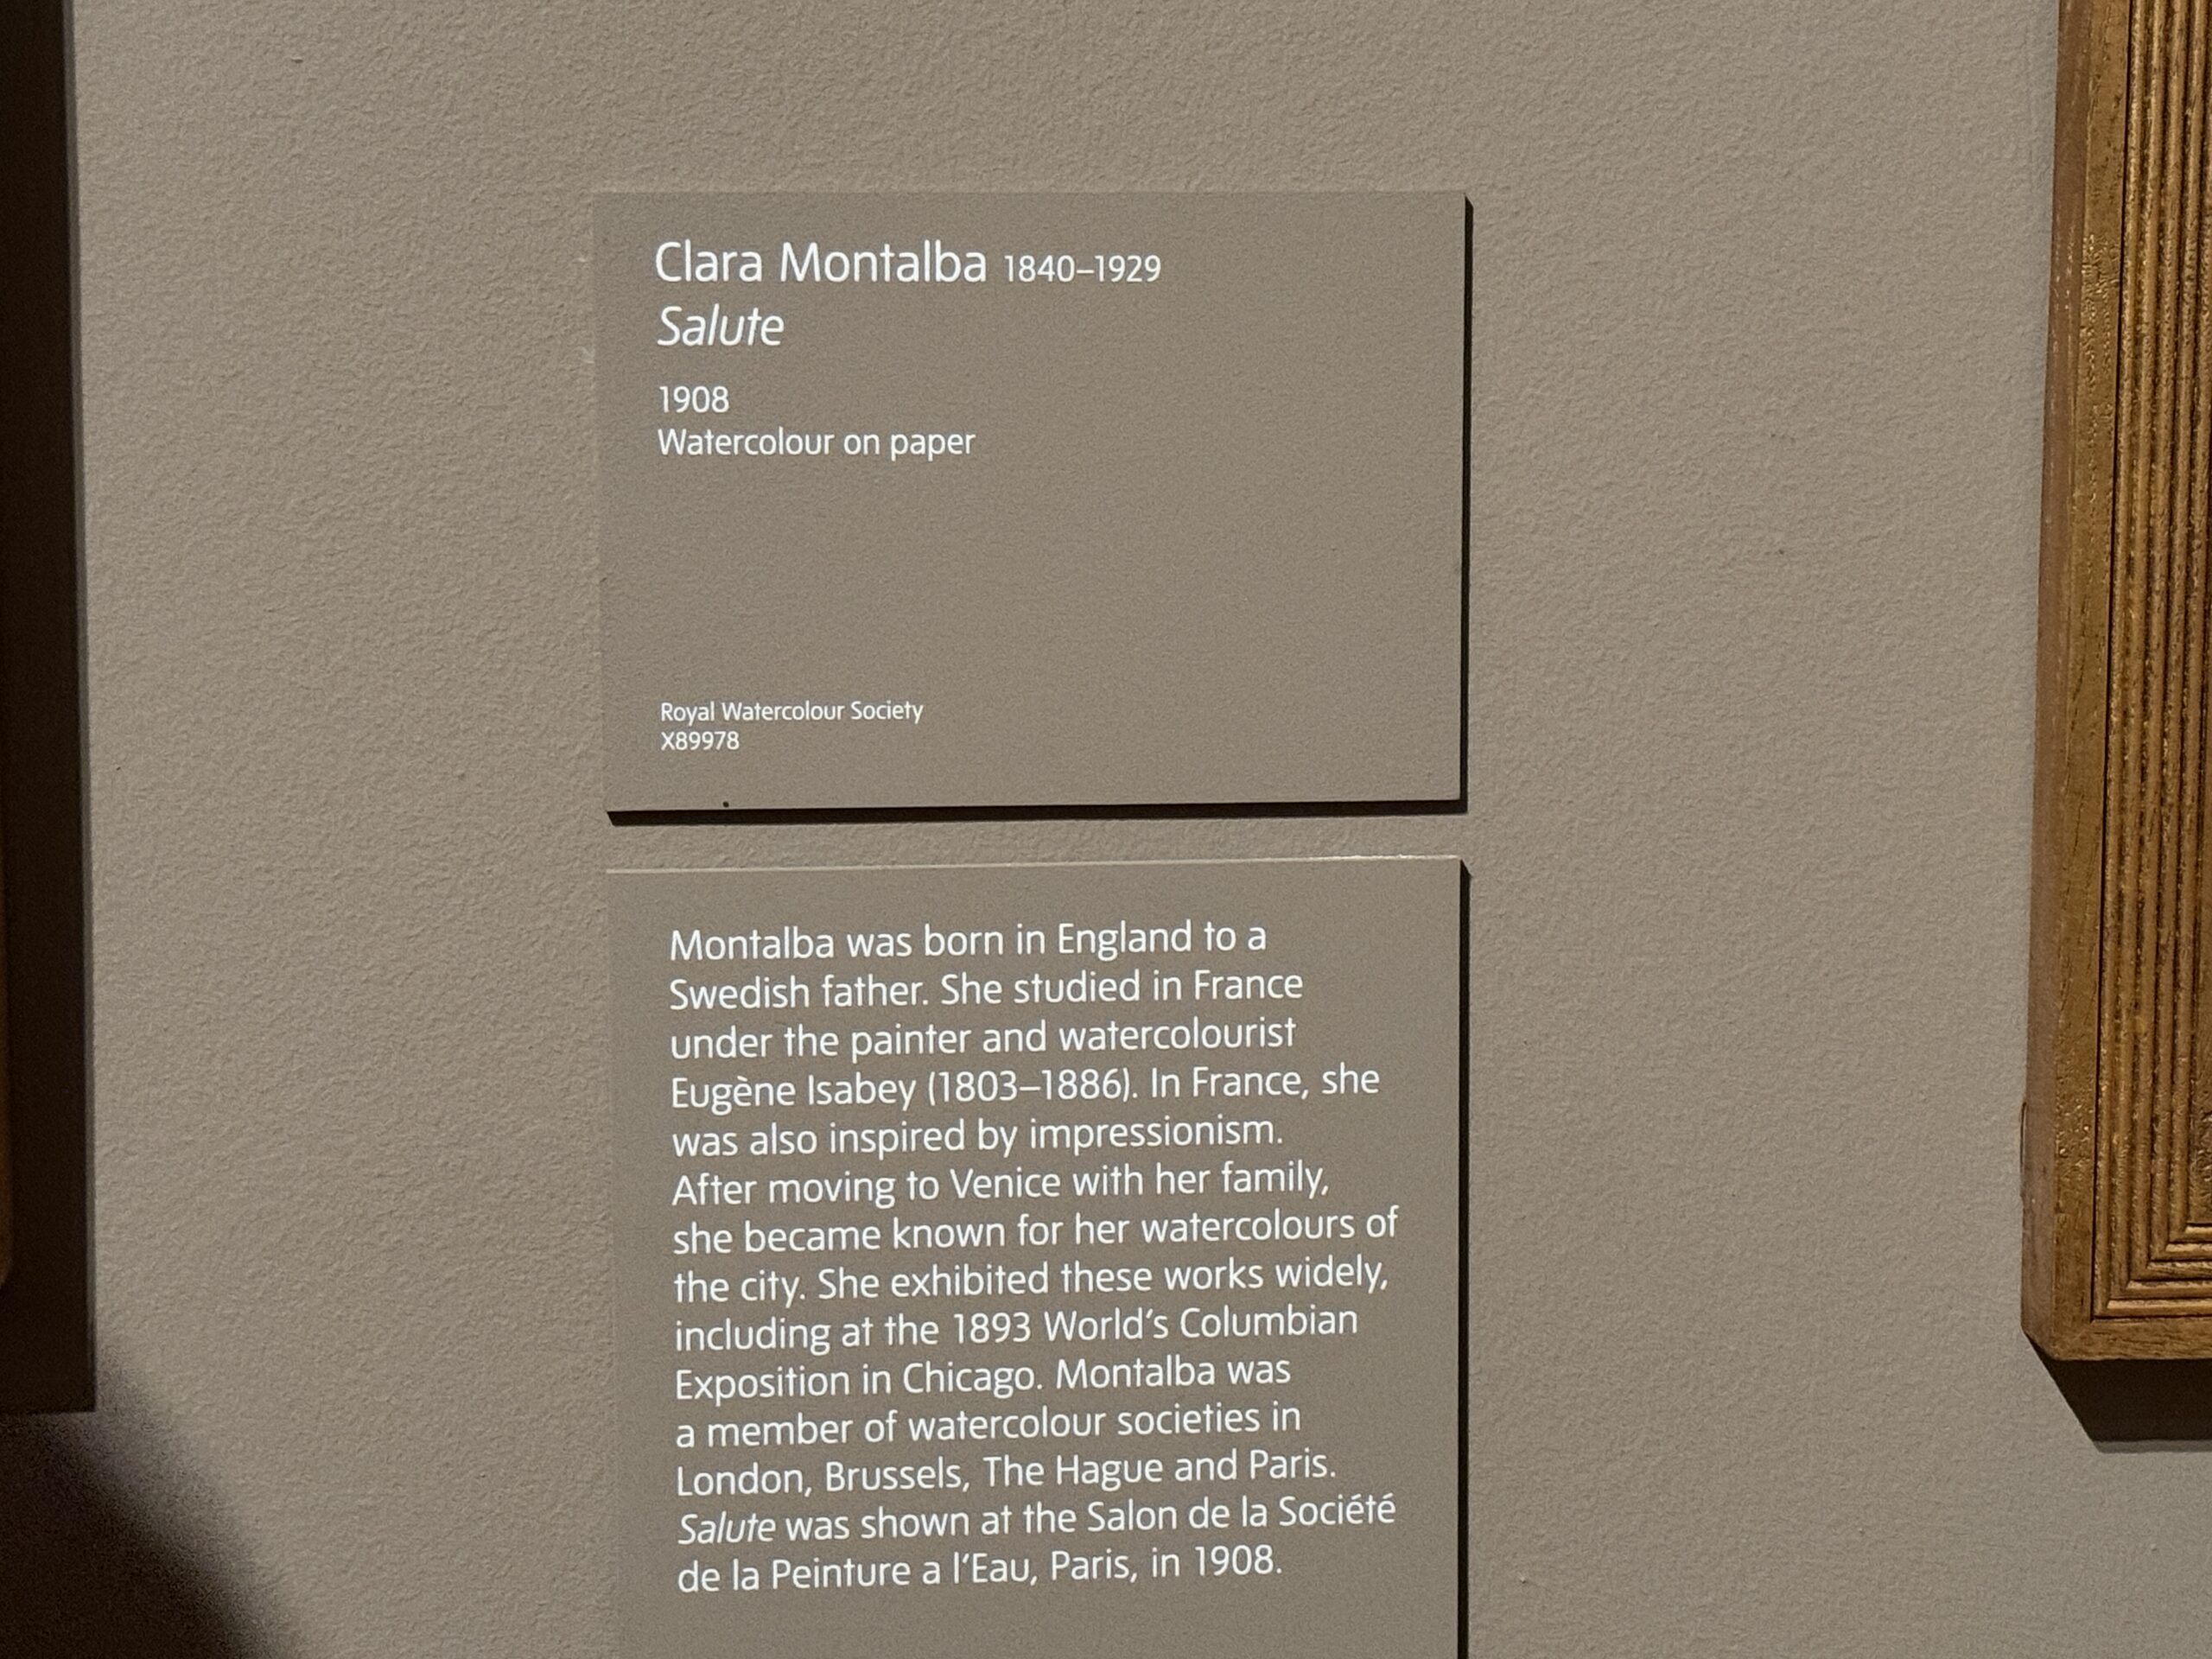 Clara Montalba 1840–1929
Salute
1908
Watercolour on paper
Royal Watercolour Society
X89978
Montalba was born in England to a
Swedish father. She studied in France
under the painter and watercolourist
Eugène Isabey (1803–1886). In France, she
was also inspired by impressionism.
After moving to Venice with her family,
she became known for her watercolours of
the city. She exhibited these works widely,
including at the 1893 World’s Columbian
Exposition in Chicago. Montalba was
a member of watercolour societies in
London, Brussels, The Hague and Paris.
Salute was shown at the Salon de la Société
de la Peinture a l’Eau, Paris, in 1908.